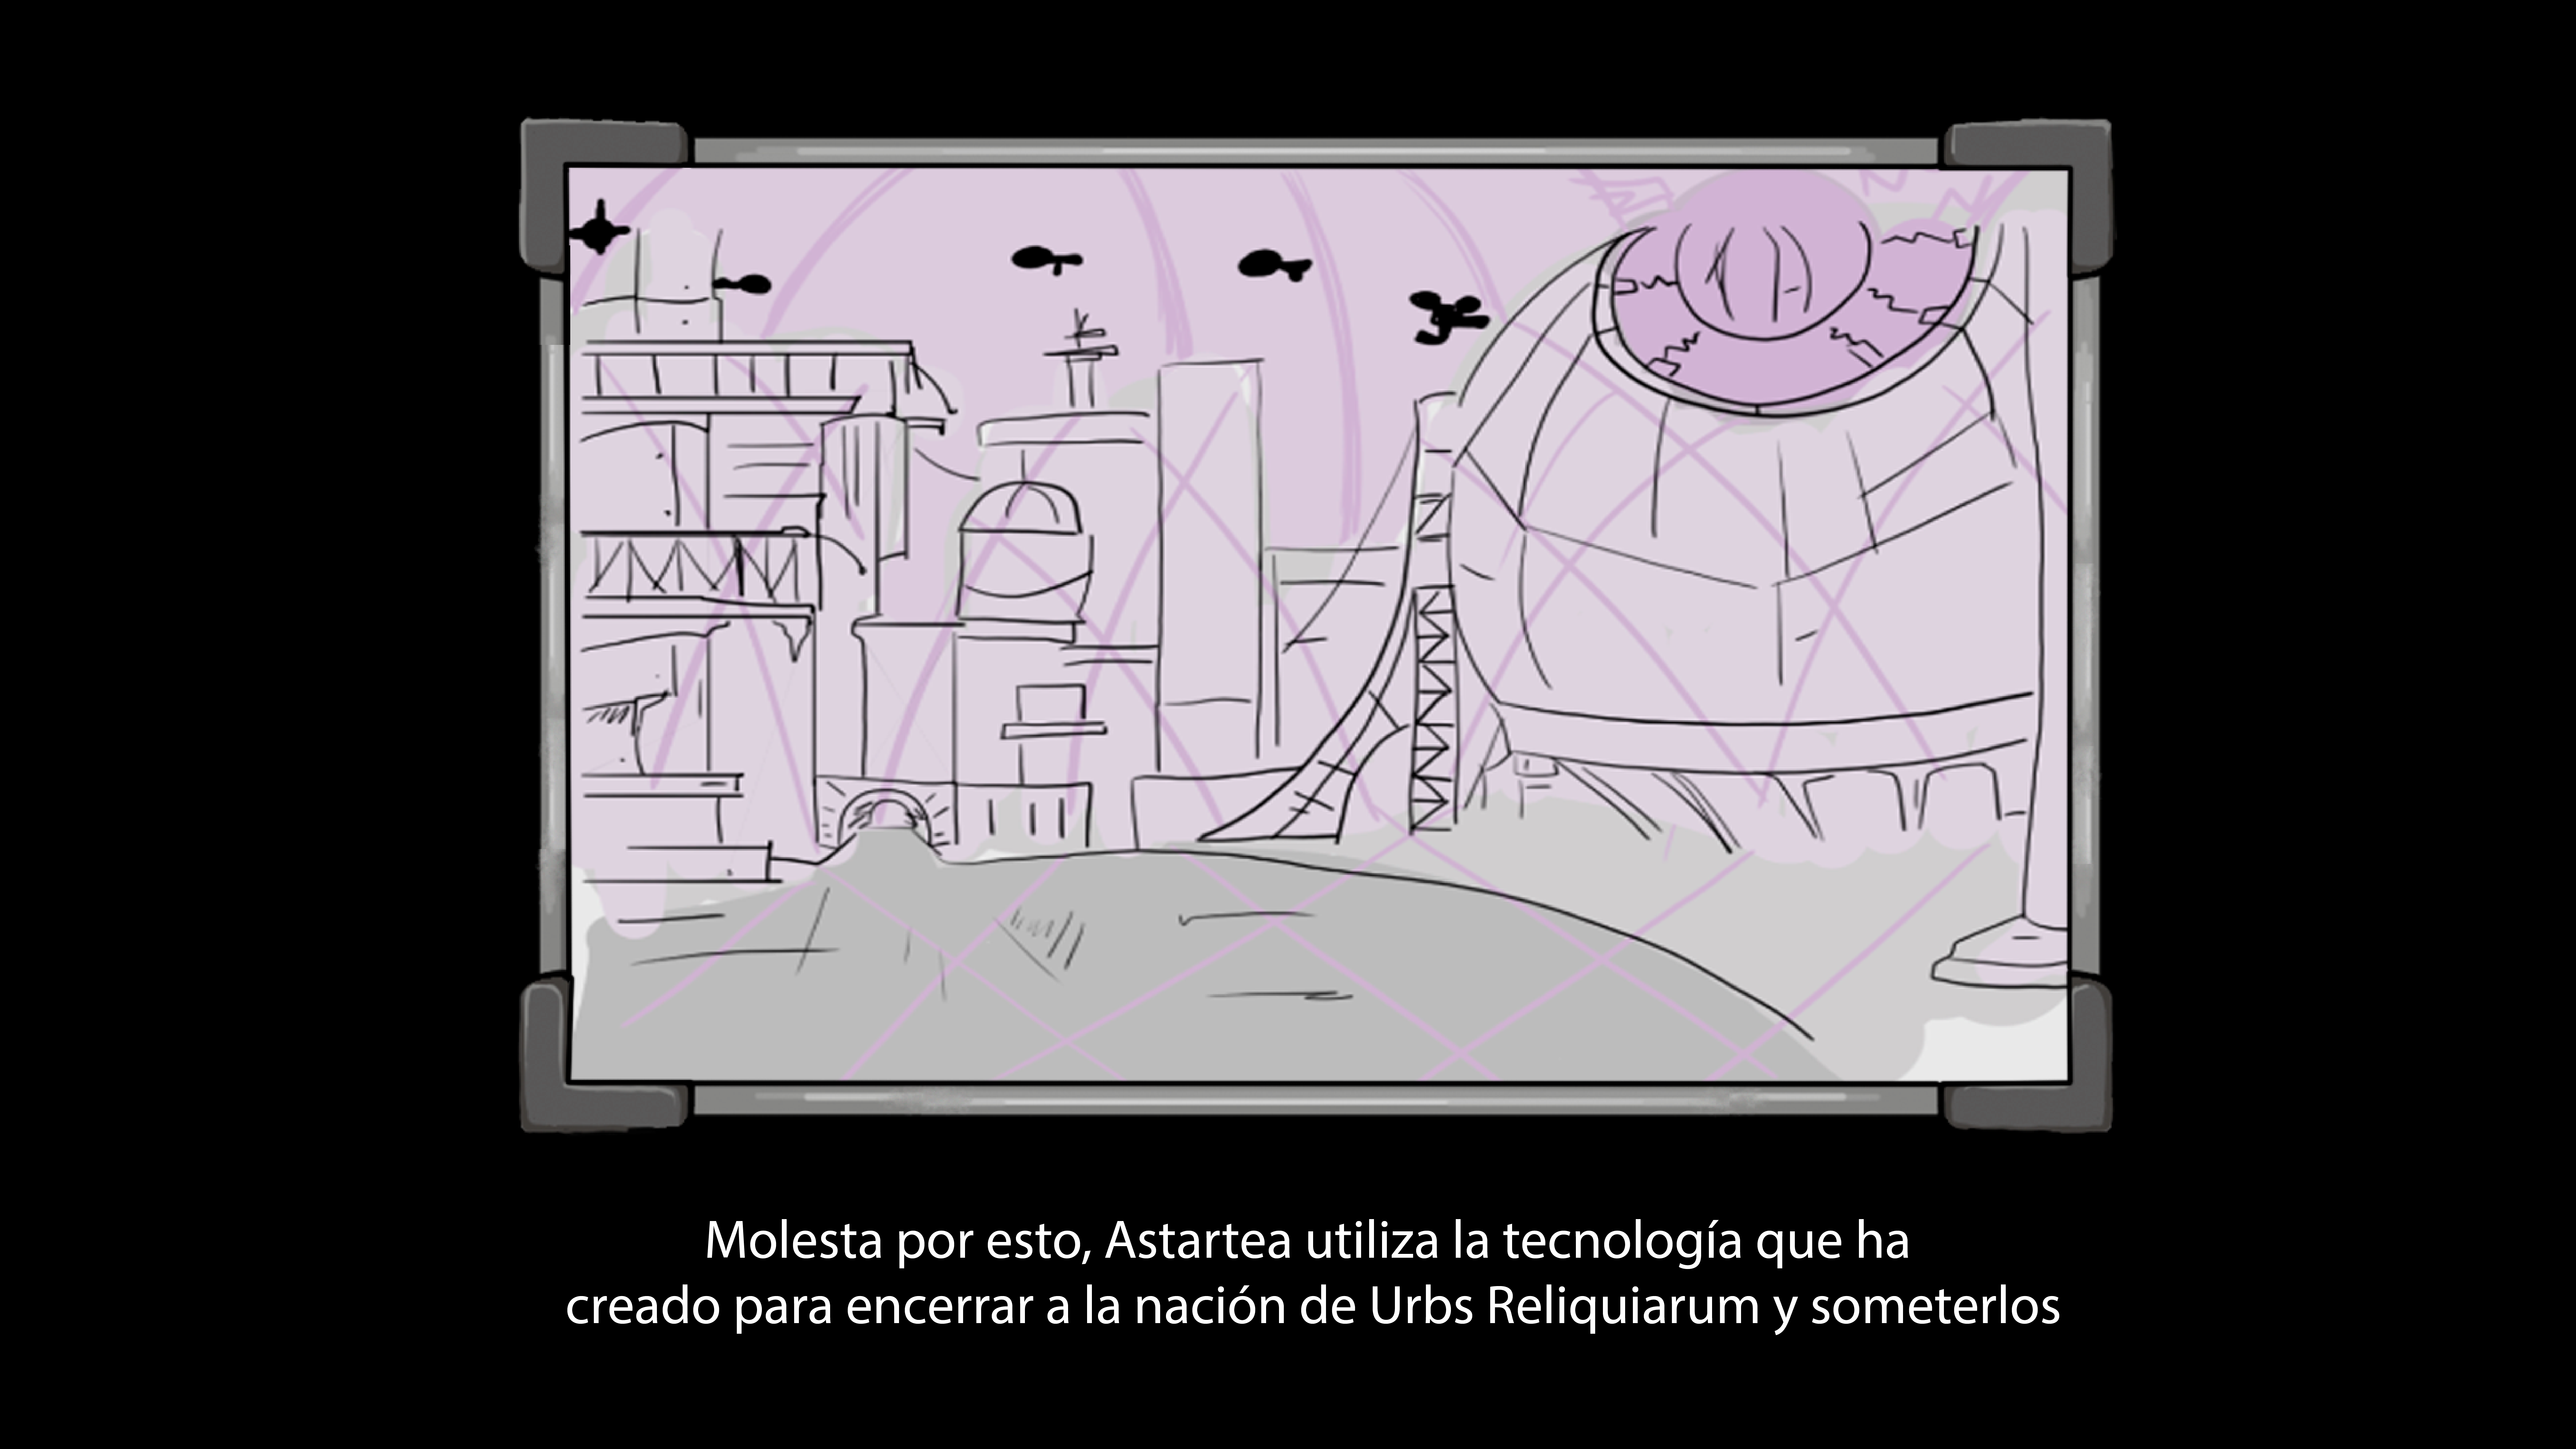 Molesta por esto, Astartea utiliza la tecnología que ha
creado para encerrar a la nación de Urbs Reliquiarum y someterlos